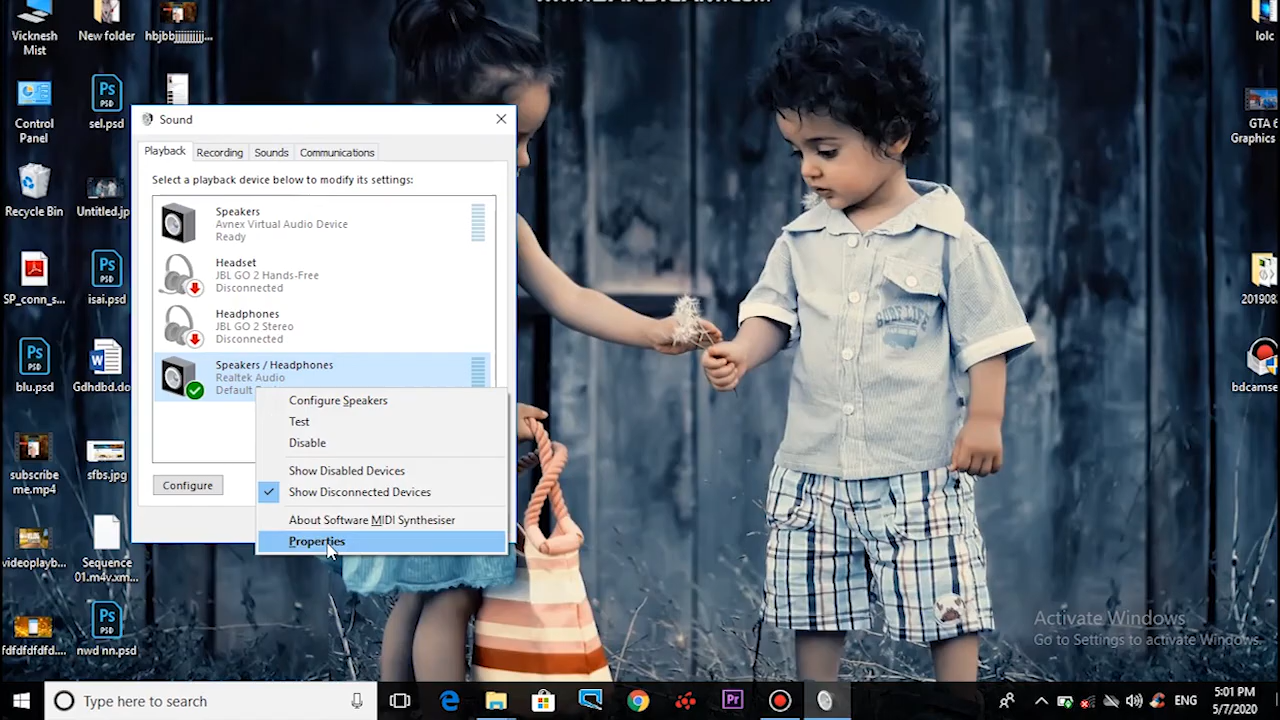 Vicknesh
Mist
New folder
hbjbbjjjjjjjjjj...
lolc
Control
Panel
sel.psd
GTA 6
Graphics
Recycle Bin
Untitled.jp
SP_conn_s...
isai.psd
201908
blu.psd
Gdhdbd.do
bdcamse
subscribe
me.mp4
sfbs.jpg
videoplayb...
Sequence
01.m4v.xm...
fdfdfdfdfd....
nwd nn.psd
Sound
Playback
Recording
Sounds
Communications
Select a playback device below to modify its settings:
Speakers
Avnex Virtual Audio Device
Ready
Headset
JBL GO 2 Hands-Free
Disconnected
Headphones
JBL GO 2 Stereo
Disconnected
Speakers / Headphones
Realtek Audio
Default
Configure
Configure Speakers
Test
Disable
Show Disabled Devices
Show Disconnected Devices
About Software MIDI Synthesiser
Properties
Activate Windows
Go to Settings to activate Windows.
Type here to search
Pr
ENG
5:01 PM
5/7/2020